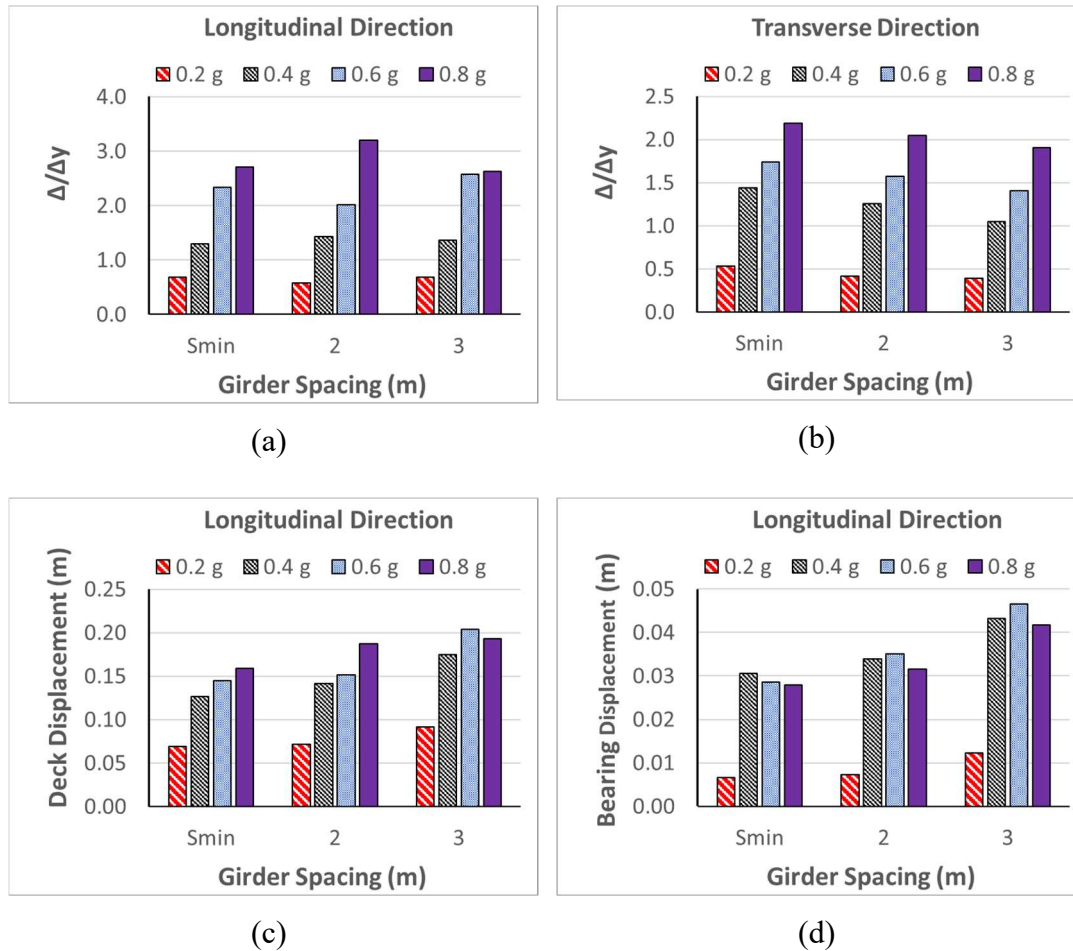 Longitudinal Direction
0.2 g 0.4 g 0.6 g 0.8 g
Δ/Δy
4.0
3.0
2.0
1.0
0.0
Smin 2 3
Girder Spacing (m)
(a)
Transverse Direction
0.2 g 0.4 g 0.6 g 0.8 g
Δ/Δy
2.5
2.0
1.5
1.0
0.5
0.0
Smin 2 3
Girder Spacing (m)
(b)
Longitudinal Direction
0.2 g 0.4 g 0.6 g 0.8 g
Deck Displacement (m)
0.25
0.20
0.15
0.10
0.05
0.00
Smin 2 3
Girder Spacing (m)
(c)
Longitudinal Direction
0.2 g 0.4 g 0.6 g 0.8 g
Bearing Displacement (m)
0.05
0.04
0.03
0.02
0.01
0.00
Smin 2 3
Girder Spacing (m)
(d)